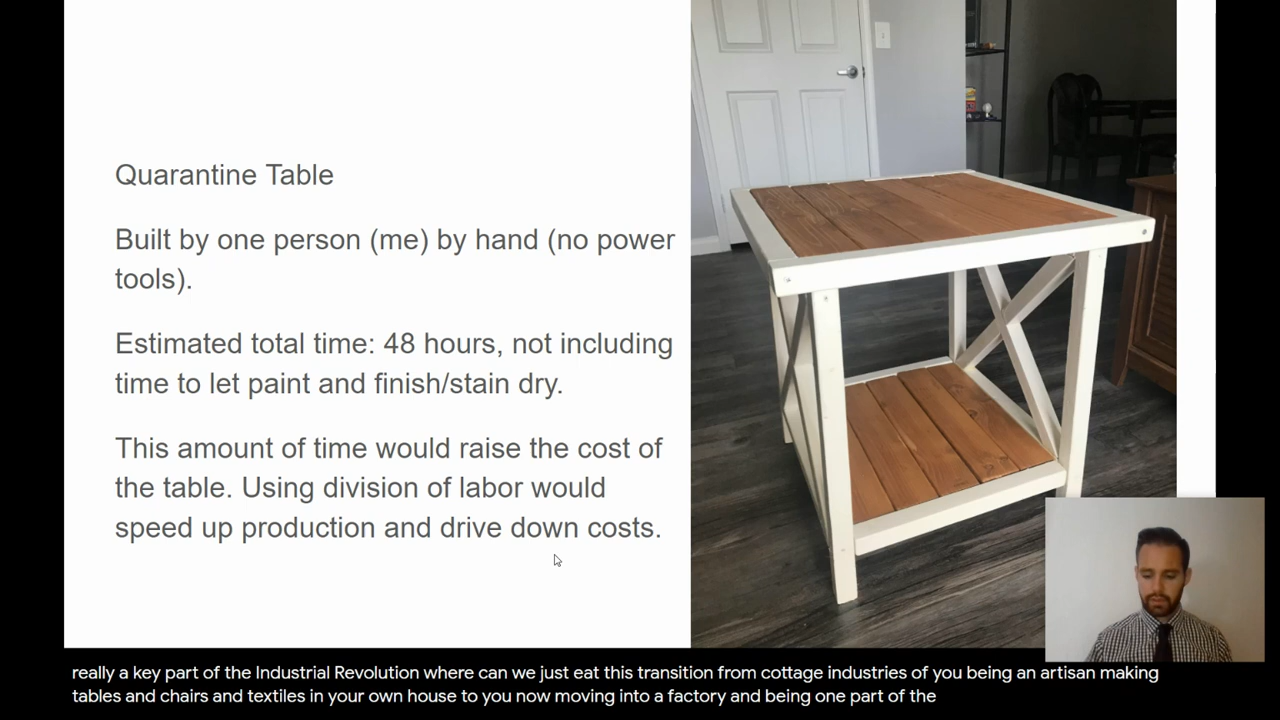 Quarantine Table
Built by one person (me) by hand (no power
tools).
Estimated total time: 48 hours, not including
time to let paint and finish/stain dry.
This amount of time would raise the cost of
the table. Using division of labor would
speed up production and drive down costs.
really a key part of the Industrial Revolution where can we just eat this transition from cottage industries of you being an artisan making
tables and chairs and textiles in your own house to you now moving into a factory and being one part of the